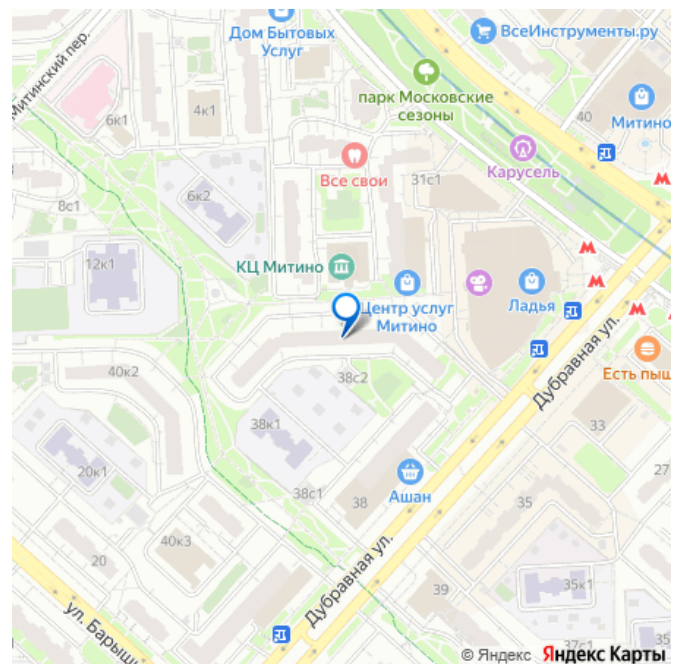 Дом Бытовых
Услуг
ВсеИнструменты.ру
Митинский пер.
парк Московские
сезоны
4к1
6к1
40
Митино
Карусель
Все свои
31с1
6к2
8с1
12к1
КЦ Митино
Центр услуг
Митино
Ладья
Дубравная ул.
Есть пыш
40к2
38с2
38к1
33
20к1
27
Ашан
38с1
38
35
40к3
20
Дубравная ул.
39
35к1
ул. Барыш
37с1
35
© Яндекс Яндекс Карты